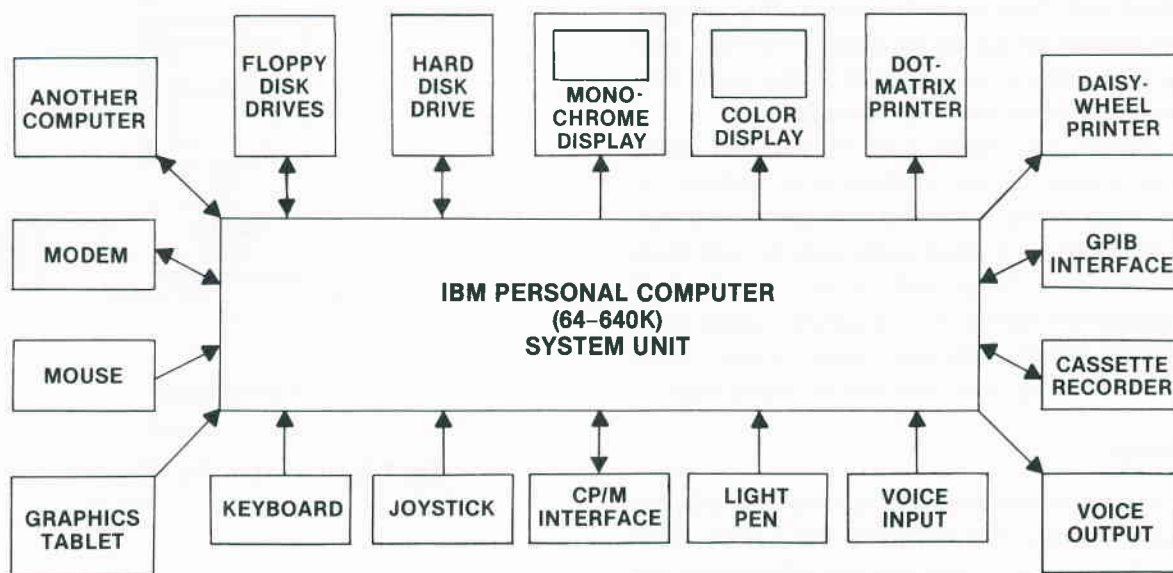 ANOTHER
COMPUTER
FLOPPY
DISK
DRIVES
HARD
DISK
DRIVE
MONO-
CHROME
DISPLAY
COLOR
DISPLAY
DOT-
MATRIX
PRINTER
DAISY-
WHEEL
PRINTER
MODEM
MOUSE
IBM PERSONAL COMPUTER
(64–640K)
SYSTEM UNIT
GPIB
INTERFACE
CASSETTE
RECORDER
GRAPHICS
TABLET
KEYBOARD
JOYSTICK
CP/M
INTERFACE
LIGHT
PEN
VOICE
INPUT
VOICE
OUTPUT